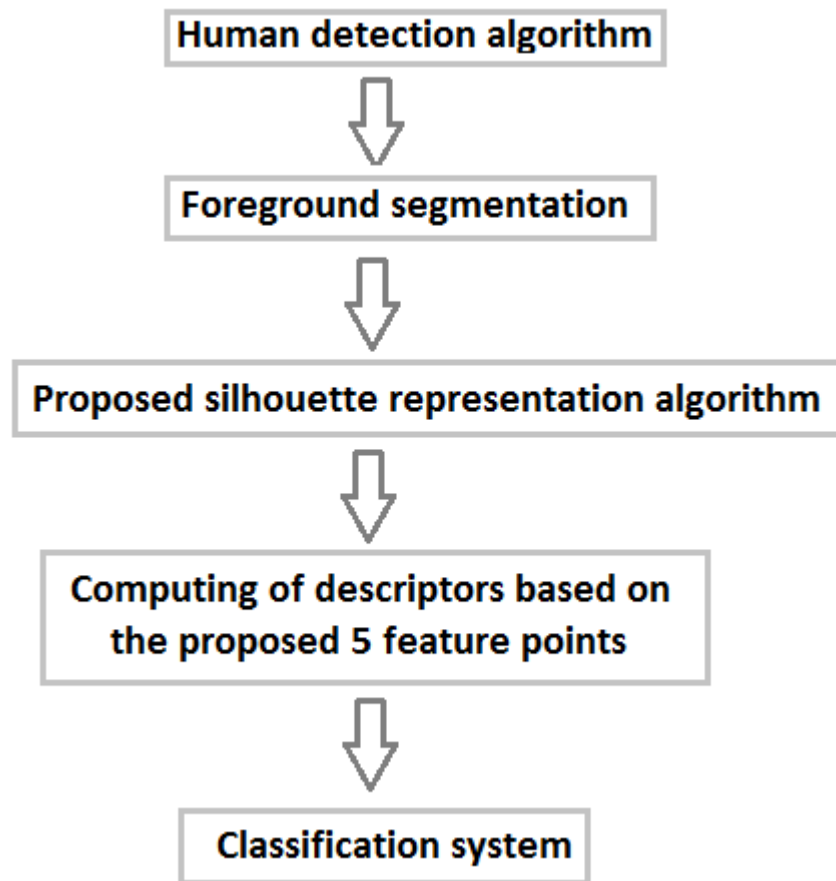 Human detection algorithm
Foreground segmentation
Proposed silhouette representation algorithm
Computing of descriptors based on
the proposed 5 feature points
Classification system